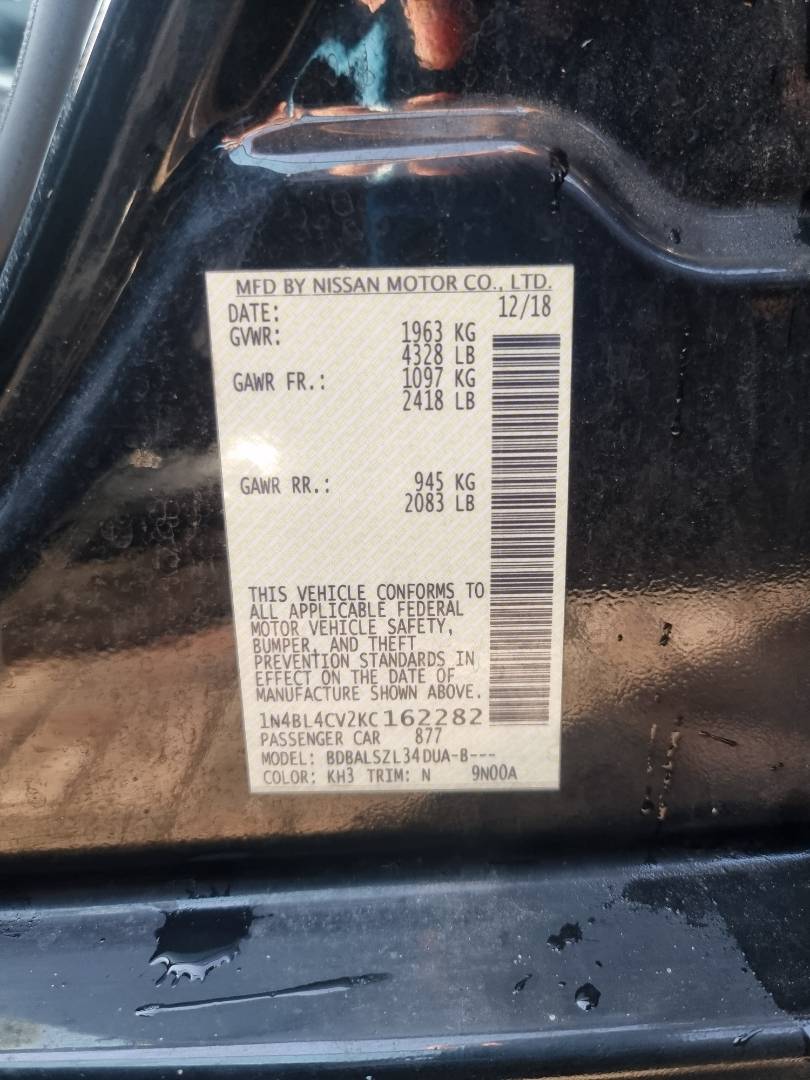 MFD BY NISSAN MOTOR CO., LTD.
DATE: 12/18
GVWR: 1963 KG
4328 LB
GAWR FR.: 1097 KG
2418 LB
GAWR RR.: 945 KG
2083 LB
THIS VEHICLE CONFORMS TO
ALL APPLICABLE FEDERAL
MOTOR VEHICLE SAFETY,
BUMPER, AND THEFT
PREVENTION STANDARDS IN
EFFECT ON THE DATE OF
MANUFACTURE SHOWN ABOVE.
1N4BL4CV2KC162282
PASSENGER CAR 877
MODEL: BDBALSZL34DUA-B---
COLOR: KH3 TRIM: N 9N00A